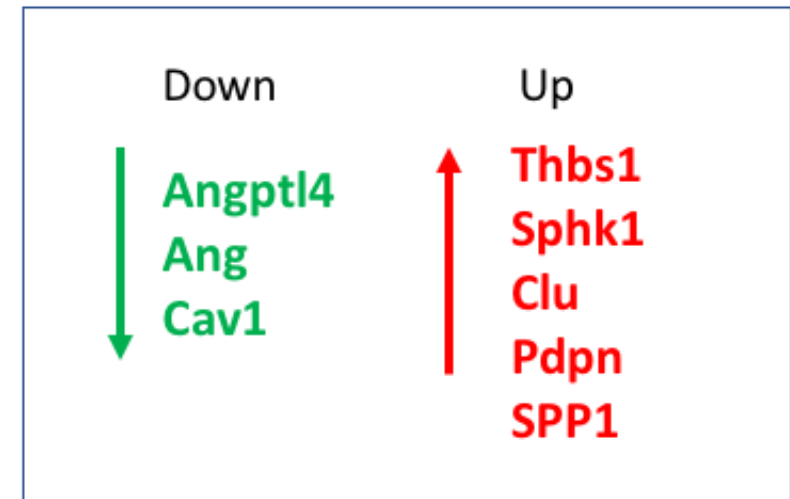 Down
Angptl4
Ang
Cav1
Up
Thbs1
Sphk1
Clu
Pdpn
SPP1